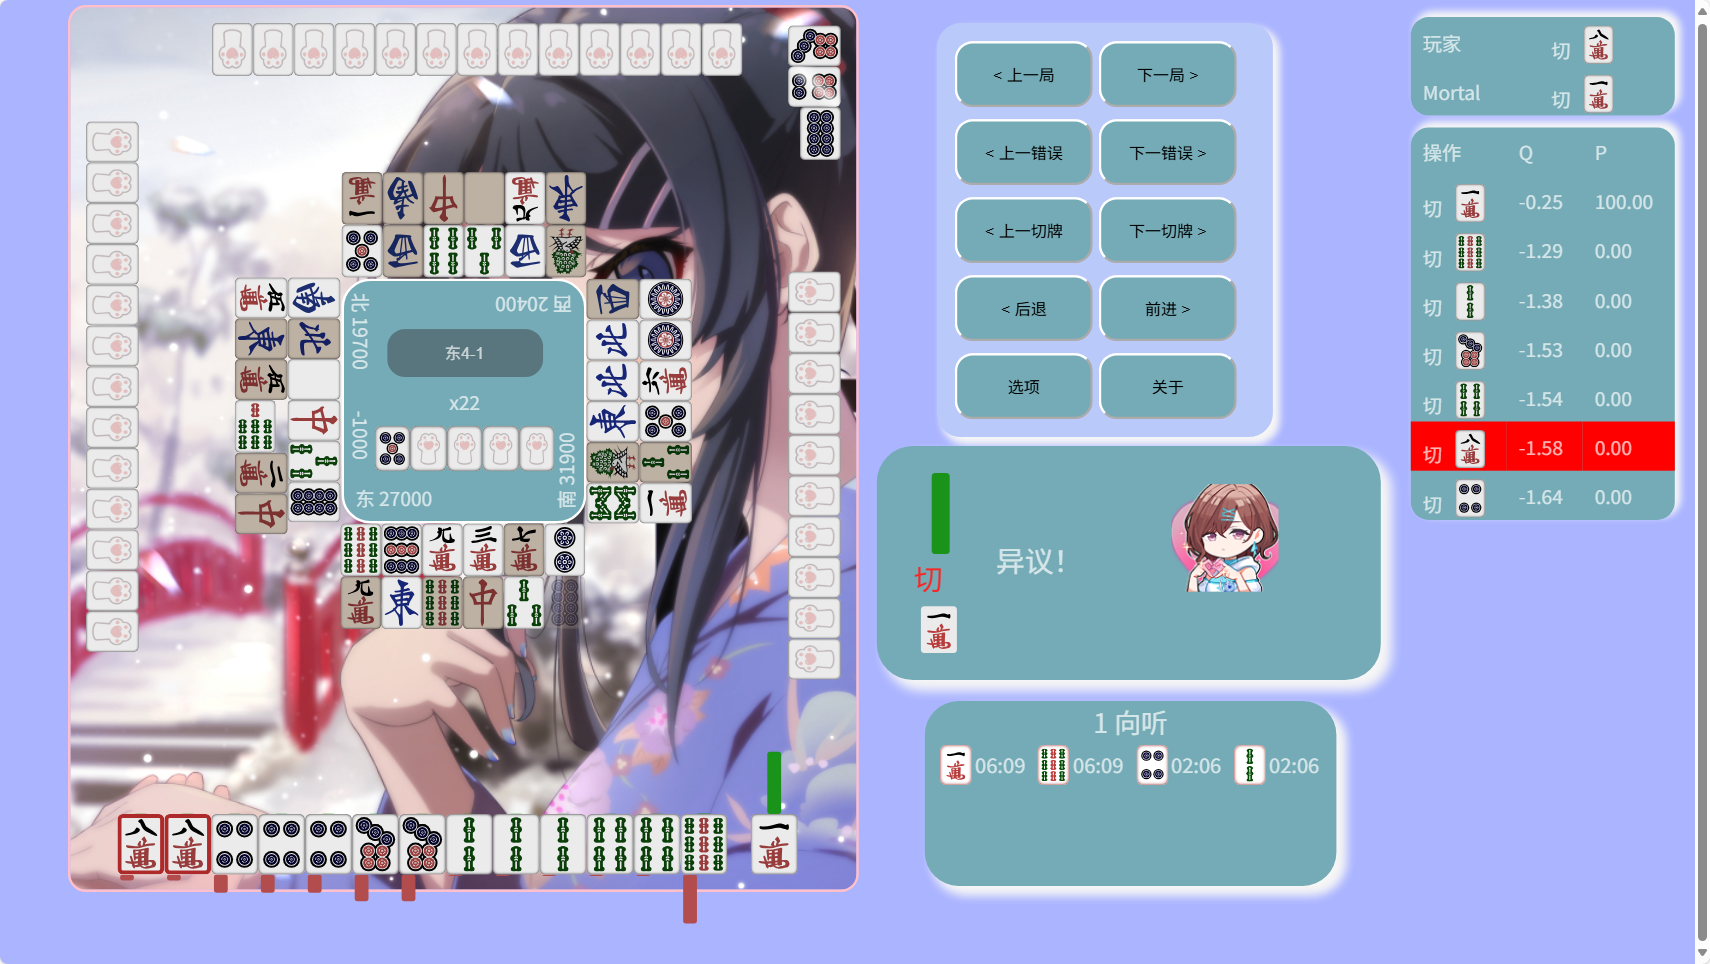 北 19700
-1000
西 20400
东4-1
x22
东 27000
南 31900
< 上一局
下一局 >
< 上一错误
下一错误 >
< 上一切牌
下一切牌 >
< 后退
前进 >
选项
关于
切
异议!
1 向听
06:09
06:09
02:06
02:06
玩家 切
Mortal 切
操作 Q P
切 -0.25 100.00
切 -1.29 0.00
切 -1.38 0.00
切 -1.53 0.00
切 -1.54 0.00
切 -1.58 0.00
切 -1.64 0.00